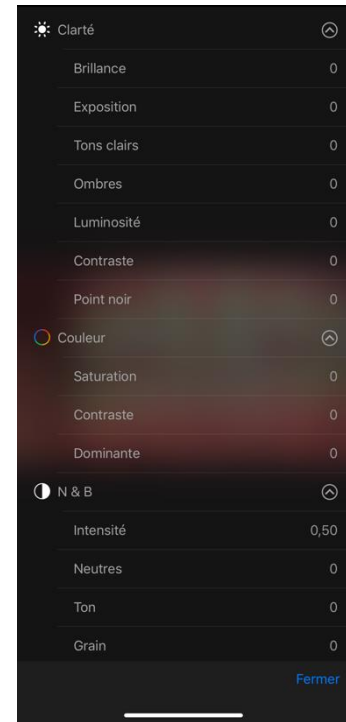 Clarté
Brillance 0
Exposition 0
Tons clairs 0
Ombres 0
Luminosité 0
Contraste 0
Point noir 0
Couleur
Saturation 0
Contraste 0
Dominante 0
N & B
Intensité 0,50
Neutres 0
Ton 0
Grain 0
Fermer